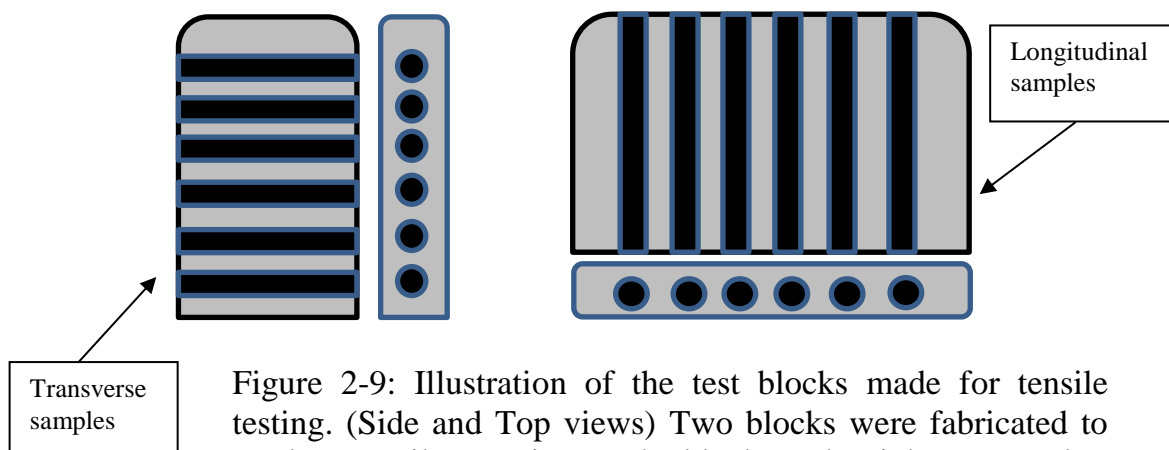 Longitudinal
samples
Transverse
samples
Figure 2-9: Illustration of the test blocks made for tensile
testing. (Side and Top views) Two blocks were fabricated to